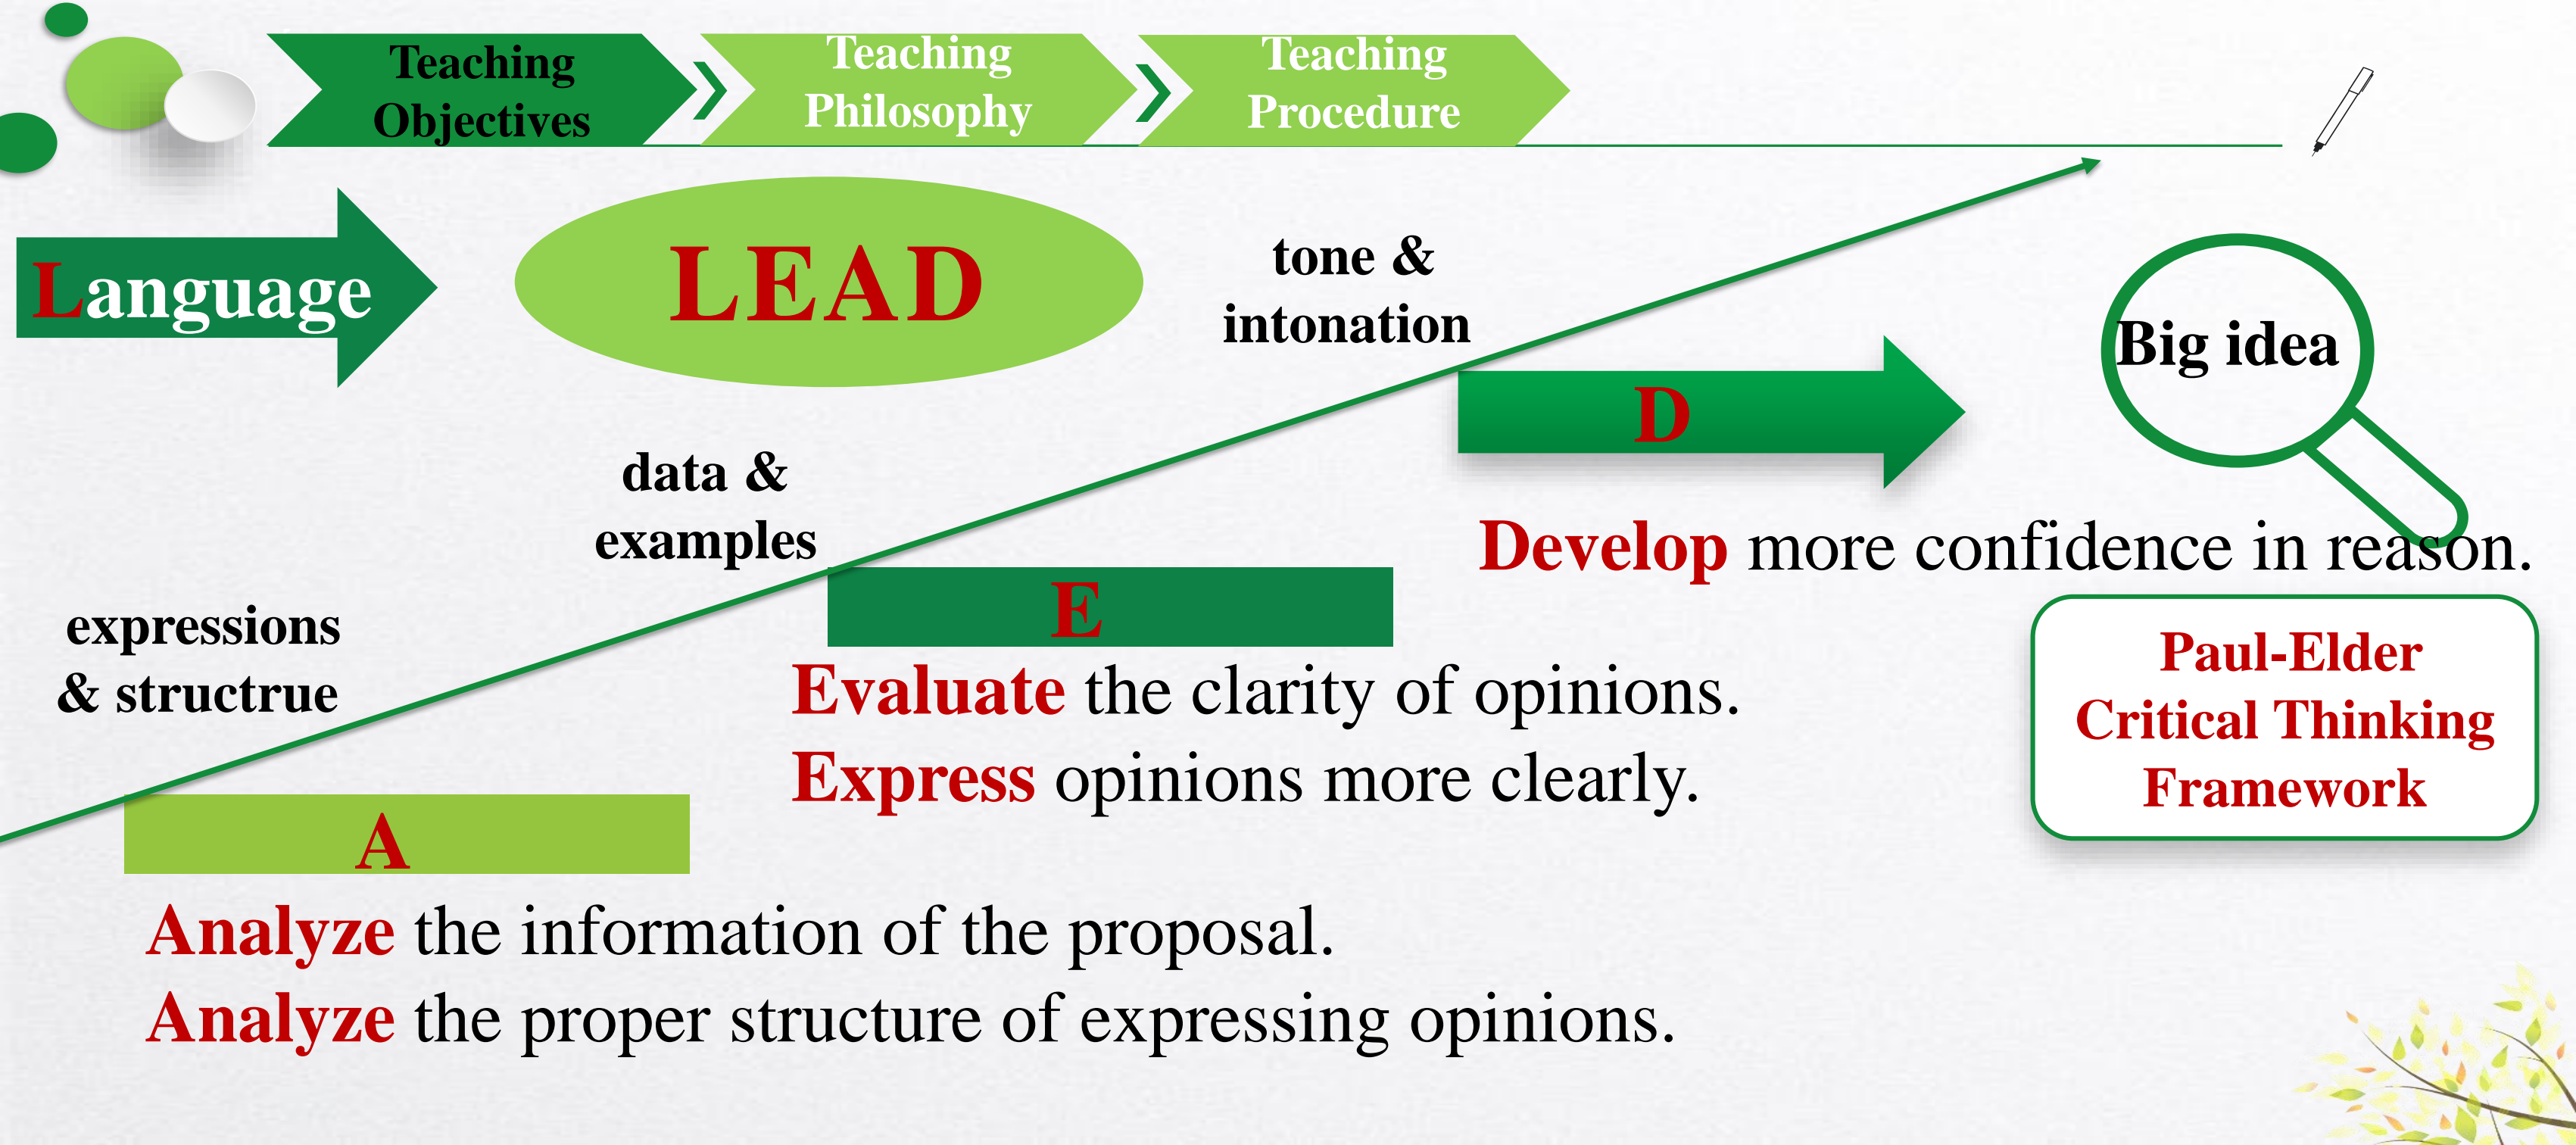 Teaching
Objectives
Teaching
Philosophy
Teaching
Procedure
Language
LEAD
tone &
intonation
Big idea
D
data &
examples
Develop more confidence in reason.
E
expressions
& structrue
Evaluate the clarity of opinions.
Express opinions more clearly.
Paul-Elder
Critical Thinking
Framework
A
Analyze the information of the proposal.
Analyze the proper structure of expressing opinions.